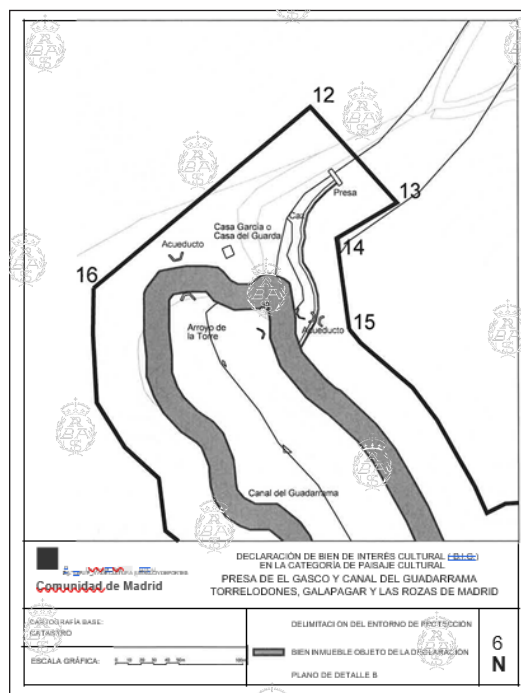 12
13
Presa
Caz
Casa García o
Casa del Guarda
14
Acueducto
16
15
Arroyo de
la Torre
Acueducto
Canal del Guadarrama
DECLARACIÓN DE BIEN DE INTERÉS CULTURAL (B.I.C.)
EN LA CATEGORÍA DE PAISAJE CULTURAL
Comunidad de Madrid
PRESA DE EL GASCO Y CANAL DEL GUADARRAMA
TORRELODONES, GALAPAGAR Y LAS ROZAS DE MADRID
CARTOGRAFÍA BASE:
CATASTRO
DELIMITACIÓN DEL ENTORNO DE PROTECCIÓN
6
BIEN INMUEBLE OBJETO DE LA DECLARACIÓN
N
ESCALA GRÁFICA:
PLANO DE DETALLE B